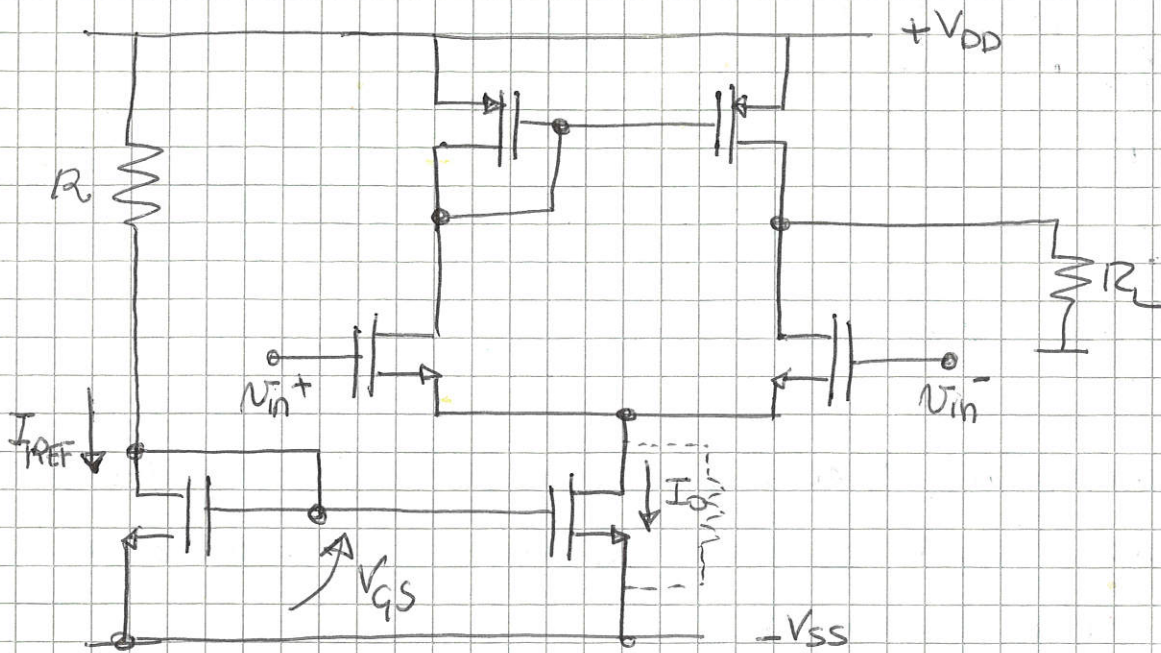 +VDD
R
RL
vin+
vin-
IREF
IO
VGS
-VSS